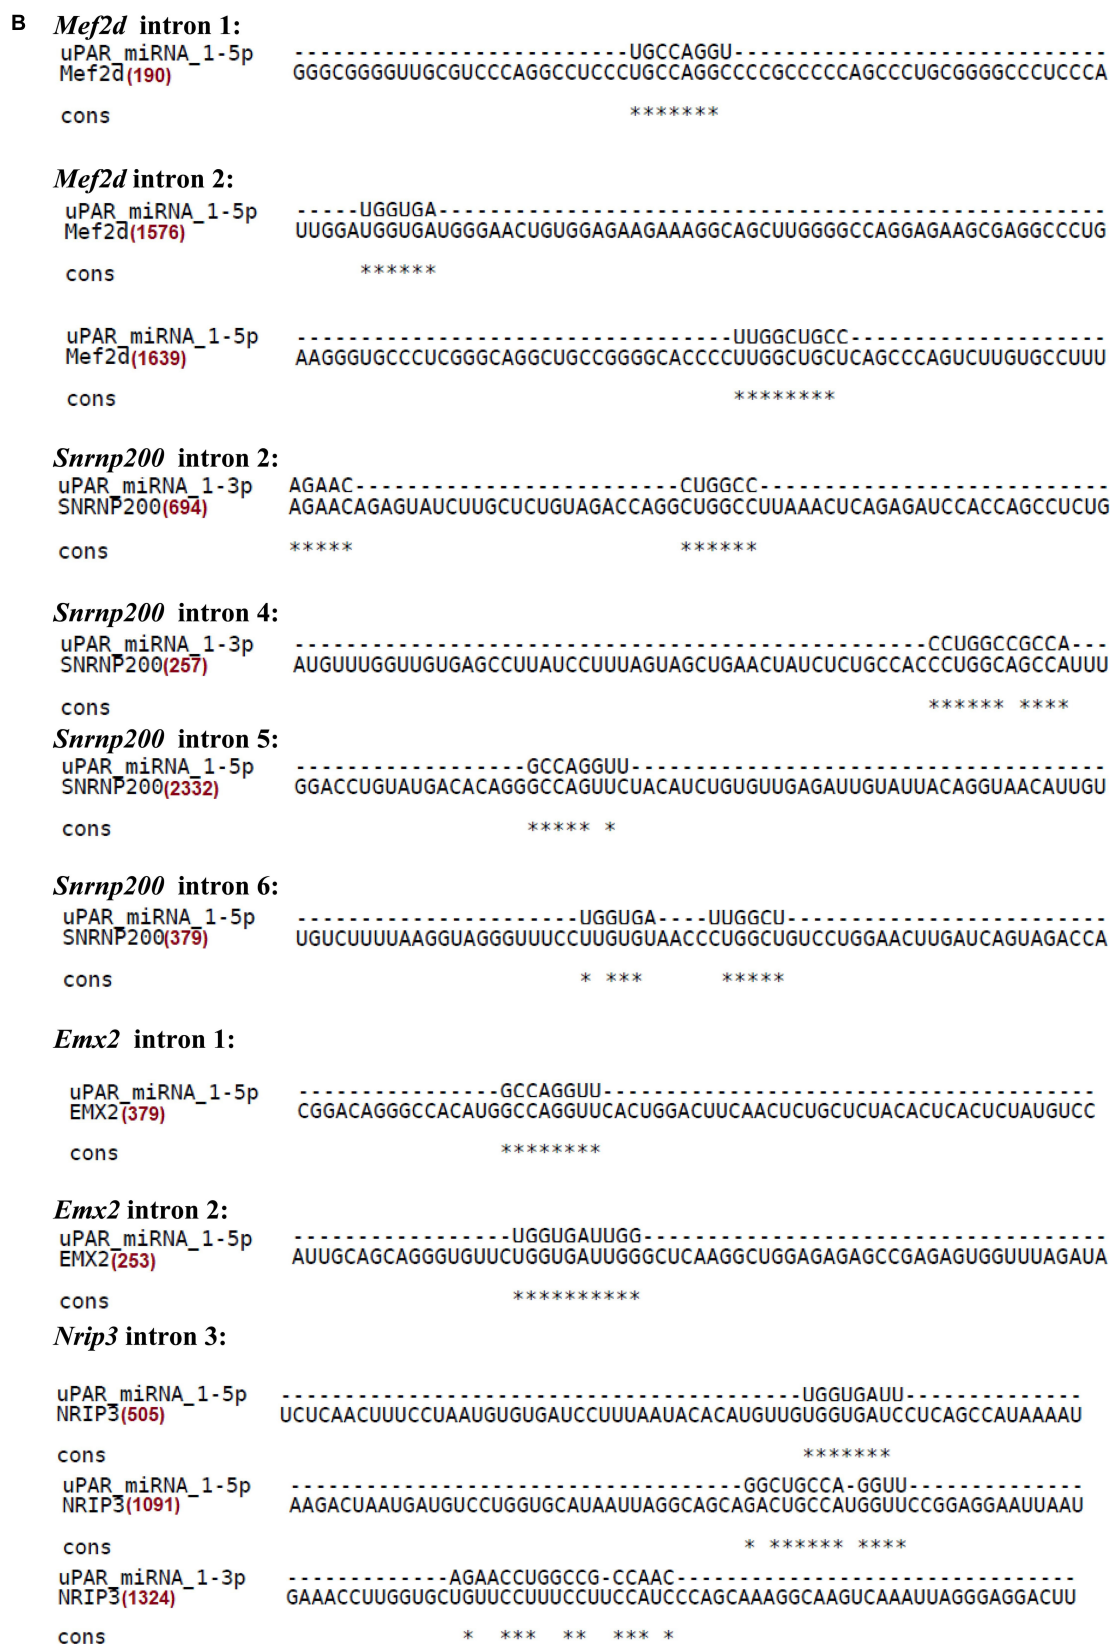 B Mef2d intron 1:
uPAR_miRNA_1-5p --------------------------UGCCAGGU-----------------------------
Mef2d(190) GGGCGGGGUUGCGUCCCAGGCCUCCCUGCCAGGCCCCGCCCCCAGCCCUGCGGGGCCCUCCCA
cons *******
Mef2d intron 2:
uPAR_miRNA_1-5p -----UGGUGA----------------------------------------------------
Mef2d(1576) UUGGAUGGUGAUGGGAACUGUGGAGAAGAAAGGCAGCUUGGGGCCAGGAGAAGCGAGGCCCUG
cons ******
uPAR_miRNA_1-5p ----------------------------------UUGGCUGCC--------------------
Mef2d(1639) AAGGGUGCCCUCGGGCAGGCUGCCGGGGCACCCCUUGGCUGCUCAGCCCAGUCUUGUGCCUUU
cons ********
Snrnp200 intron 2:
uPAR_miRNA_1-3p AGAAC-------------------------CUGGCC---------------------------
SNRNP200(694) AGAACAGAGUAUCUUGCUCUGUAGACCAGGCUGGCCUUAAACUCAGAGAUCCACCAGCCUCUG
cons ***** ******
Snrnp200 intron 4:
uPAR_miRNA_1-3p -------------------------------------------------CCUGGCCGCCA---
SNRNP200(257) AUGUUUGGUUGUGAGCCUUAUCCUUUAGUAGCUGAACUAUCUCUGCCACCCUGGCAGCCAUUU
cons ****** ****
Snrnp200 intron 5:
uPAR_miRNA_1-5p ------------------GCCAGGUU-------------------------------------
SNRNP200(2332) GGACCUGUAUGACACAGGGCCAGUUCUACAUCUGUGUUGAGAUUGUAUUACAGGUAACAUUGU
cons ***** *
Snrnp200 intron 6:
uPAR_miRNA_1-5p ----------------------UGGUGA----UUGGCU-------------------------
SNRNP200(379) UGUCUUUUAAGGUAGGGUUUCCUUGUGUAACCCUGGCUGUCCUGGAACUUGAUCAGUAGACCA
cons * *** *****
Emx2 intron 1:
uPAR_miRNA_1-5p ----------------GCCAGGUU---------------------------------------
EMX2(379) CGGACAGGGCCACAUGGCCAGGUUCACUGGACUUCAACUCUGCUCUACACUCACUCUAUGUCC
cons ********
Emx2 intron 2:
uPAR_miRNA_1-5p -----------------UGGUGAUUGG------------------------------------
EMX2(253) AUUGCAGCAGGGUGUUCUGGUGAUUGGGCUCAAGGCUGGAGAGAGCCGAGAGUGGUUUAGAUA
cons **********
Nrip3 intron 3:
uPAR_miRNA_1-5p -----------------------------------------UGGUGAUU--------------
NRIP3(505) UCUCAACUUUCCUAAUGUGUGAUCCUUUAAUACACAUGUUGUGGUGAUCCUCAGCCAUAAAAU
cons *******
uPAR_miRNA_1-5p ------------------------------------GGCUGCCA-GGUU--------------
NRIP3(1091) AAGACUAAUGAUGUCCUGGUGCAUAAUUAGGCAGCAGACUGCCAUGGUUCCGGAGGAAUUAAU
cons * ****** ****
uPAR_miRNA_1-3p -------------AGAACCUGGCCG-CCAAC--------------------------------
NRIP3(1324) GAAACCUUGGUGCUGUUCCUUUCCUUCCAUCCCAGCAAAGGCAAGUCAAAUUAGGGAGGACUU
cons * *** ** *** *